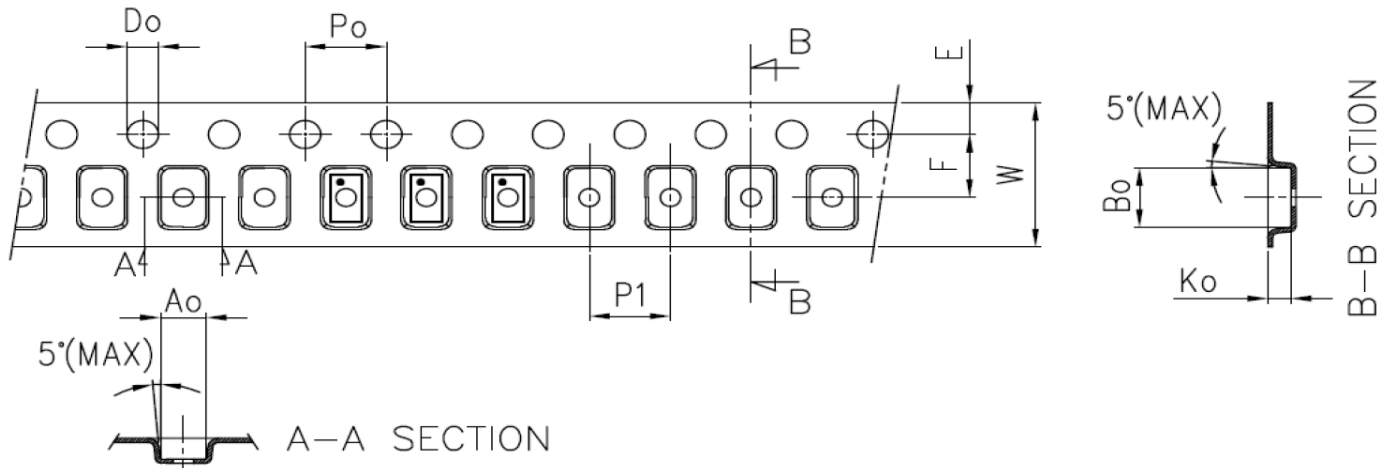 Do
Po
B
E
5°(MAX)
F
W
Bo
B-B SECTION
A
A
P1
B
Ko
Ao
5°(MAX)
A-A SECTION